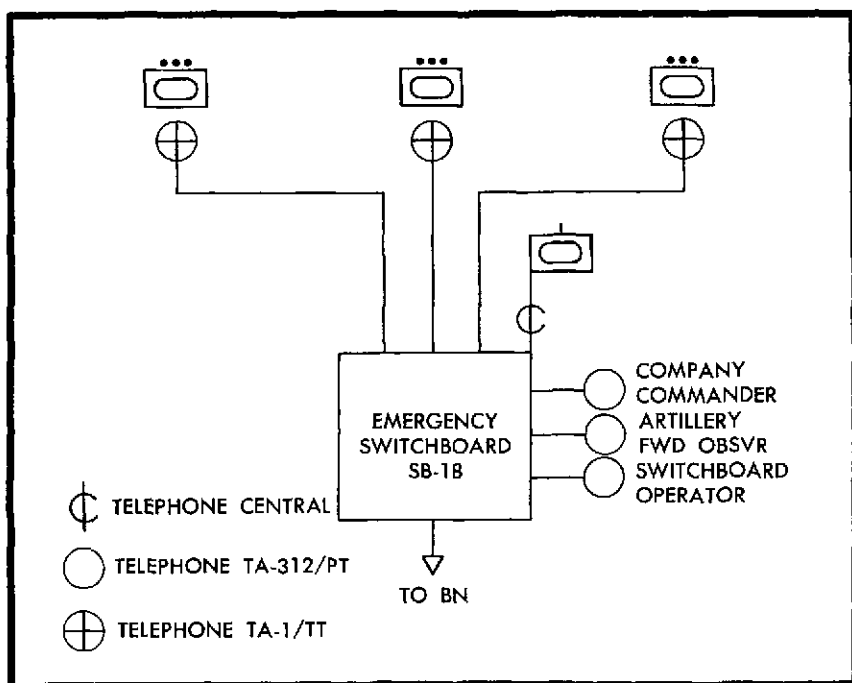 COMPANY
COMMANDER
ARTILLERY
FWD OBSVR
SWITCHBOARD
OPERATOR
EMERGENCY
SWITCHBOARD
SB-18
TELEPHONE CENTRAL
TELEPHONE TA-312/PT
TELEPHONE TA-1/TT
TO BN